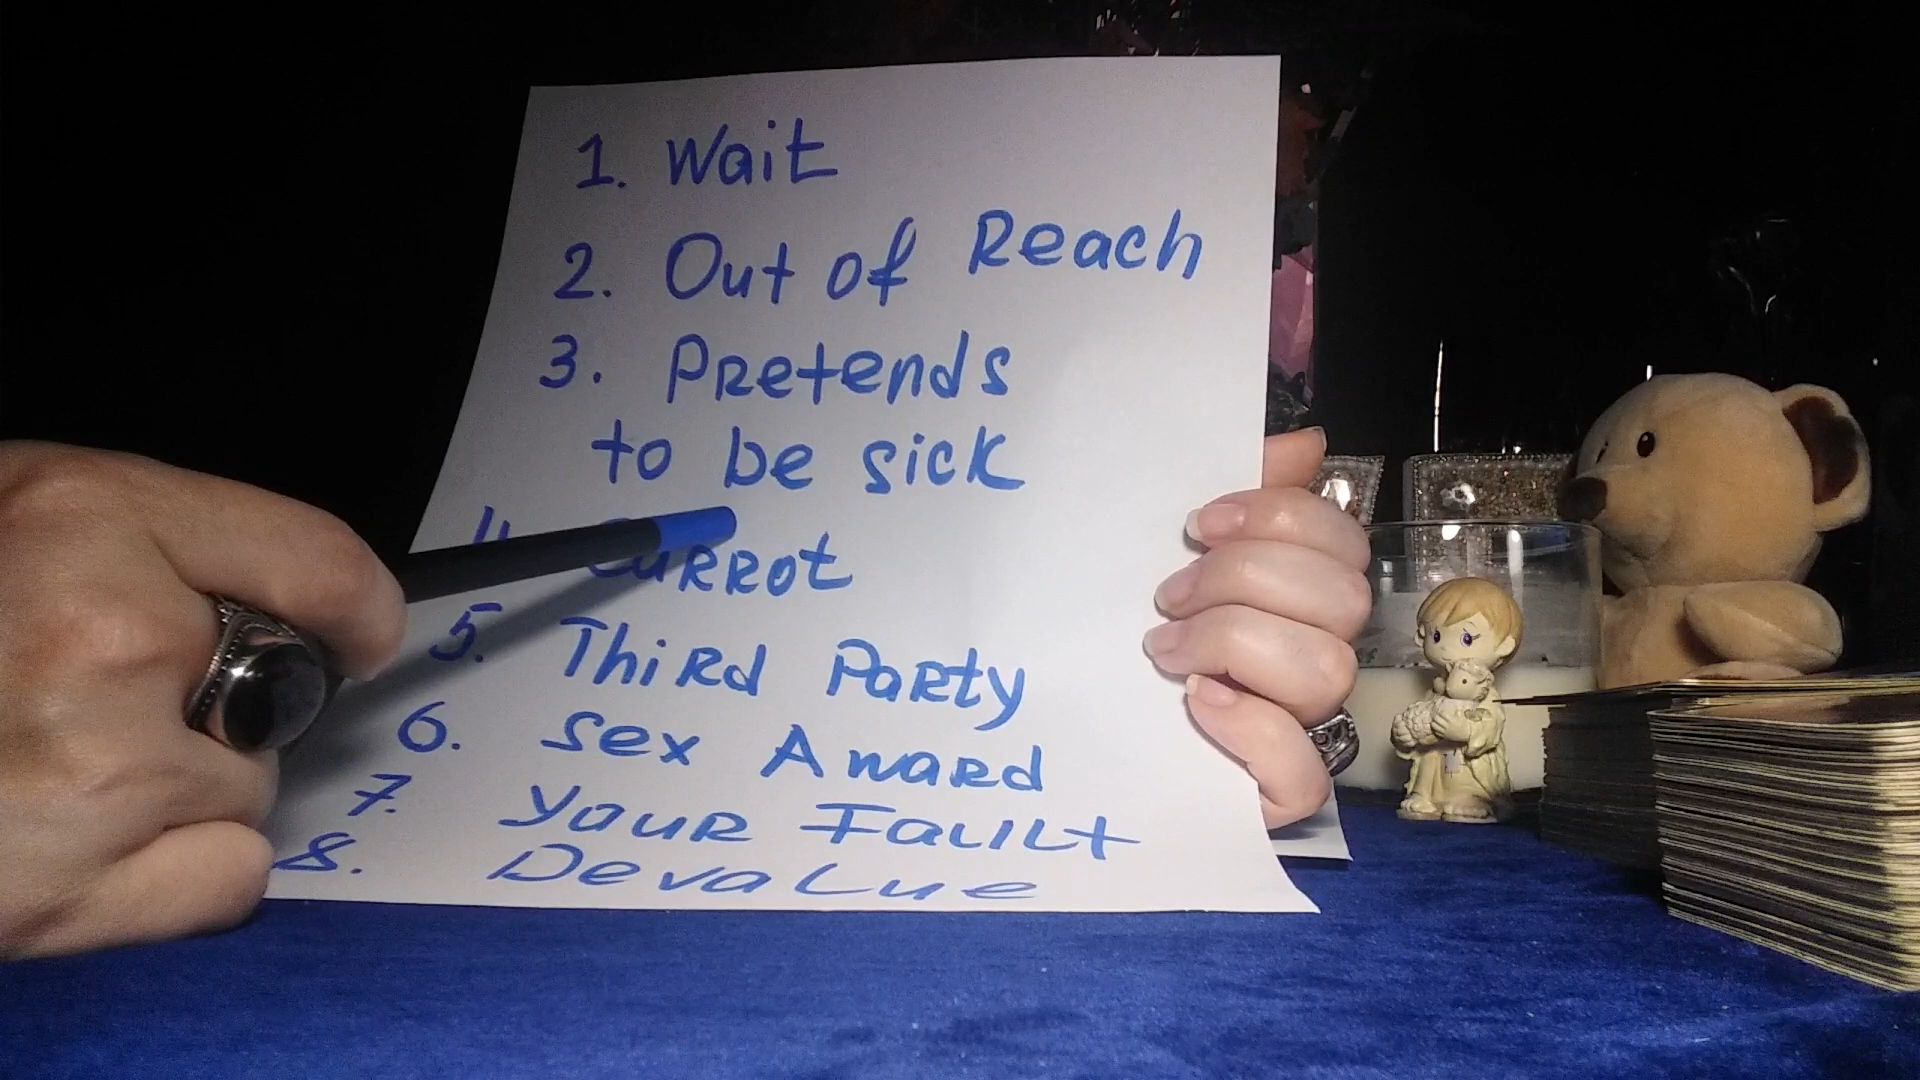 1. Wait
2. Out of Reach
3. Pretends
to be sick
4. Carrot
5. Third Party
6. Sex Award
7. Your Fault
8. Devalue